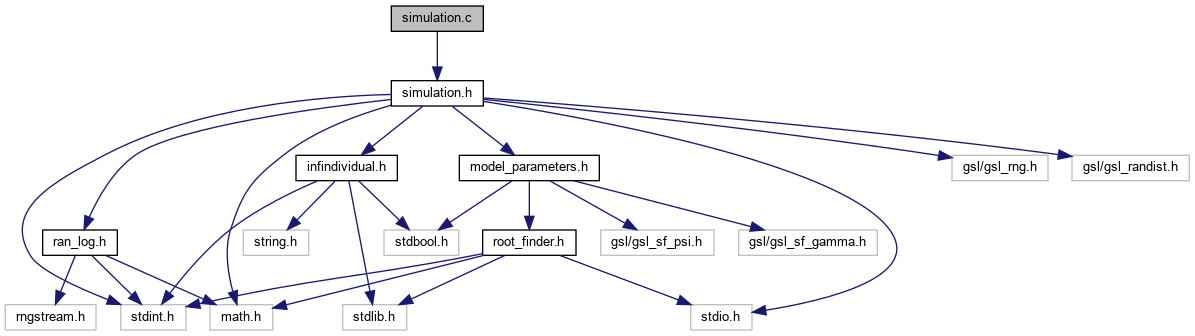 simulation.c
simulation.h
infindividual.h
model_parameters.h
gsl/gsl_rng.h
gsl/gsl_randist.h
ran_log.h
string.h
stdbool.h
root_finder.h
gsl/gsl_sf_psi.h
gsl/gsl_sf_gamma.h
rngstream.h
stdint.h
math.h
stdlib.h
stdio.h